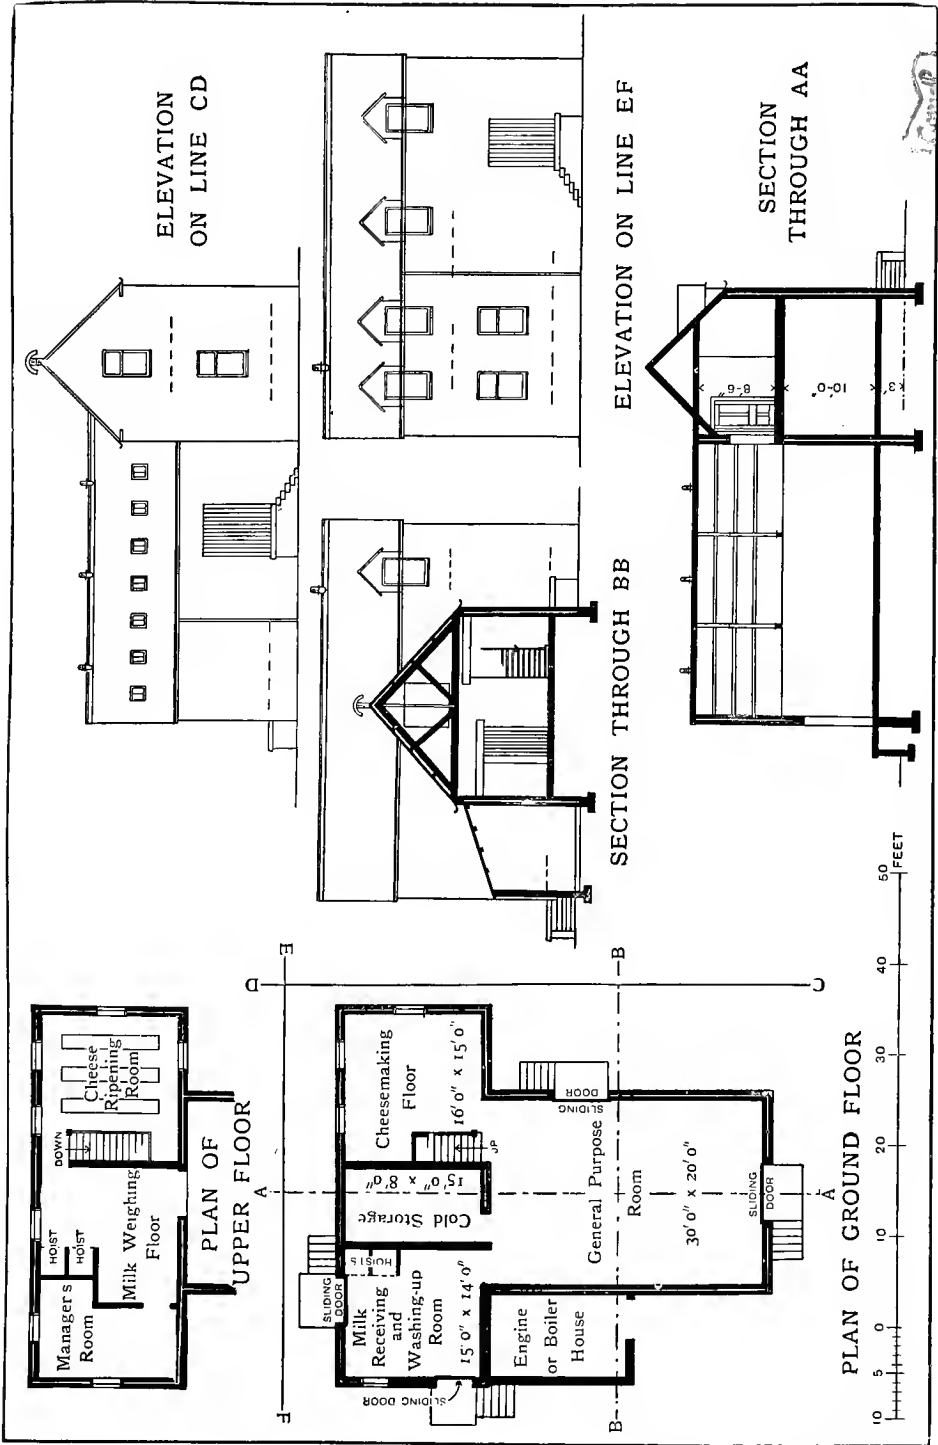 ELEVATION
ON LINE CD
ELEVATION ON LINE EF
SECTION THROUGH BB
SECTION
THROUGH AA
8'-6"
10'-0"
3'
PLAN OF
UPPER FLOOR
Managers
Room
HOIST
HOIST
Milk Weighing
Floor
DOWN
Cheese
Ripening
Room
E
F
D
C
A
A
B
B
Cheesemaking
Floor
16'0" x 15'0"
UP
Cold Storage
15'0" x 8'0"
HOISTS
SLIDING
DOOR
Milk
Receiving
and
Washing-up
Room
15'0" x 14'0"
SLIDING DOOR
Engine
or Boiler
House
General Purpose
Room
30'0" x 20'0"
SLIDING
DOOR
SLIDING
DOOR
PLAN OF GROUND FLOOR
10 5 0 10 20 30 40 50 FEET